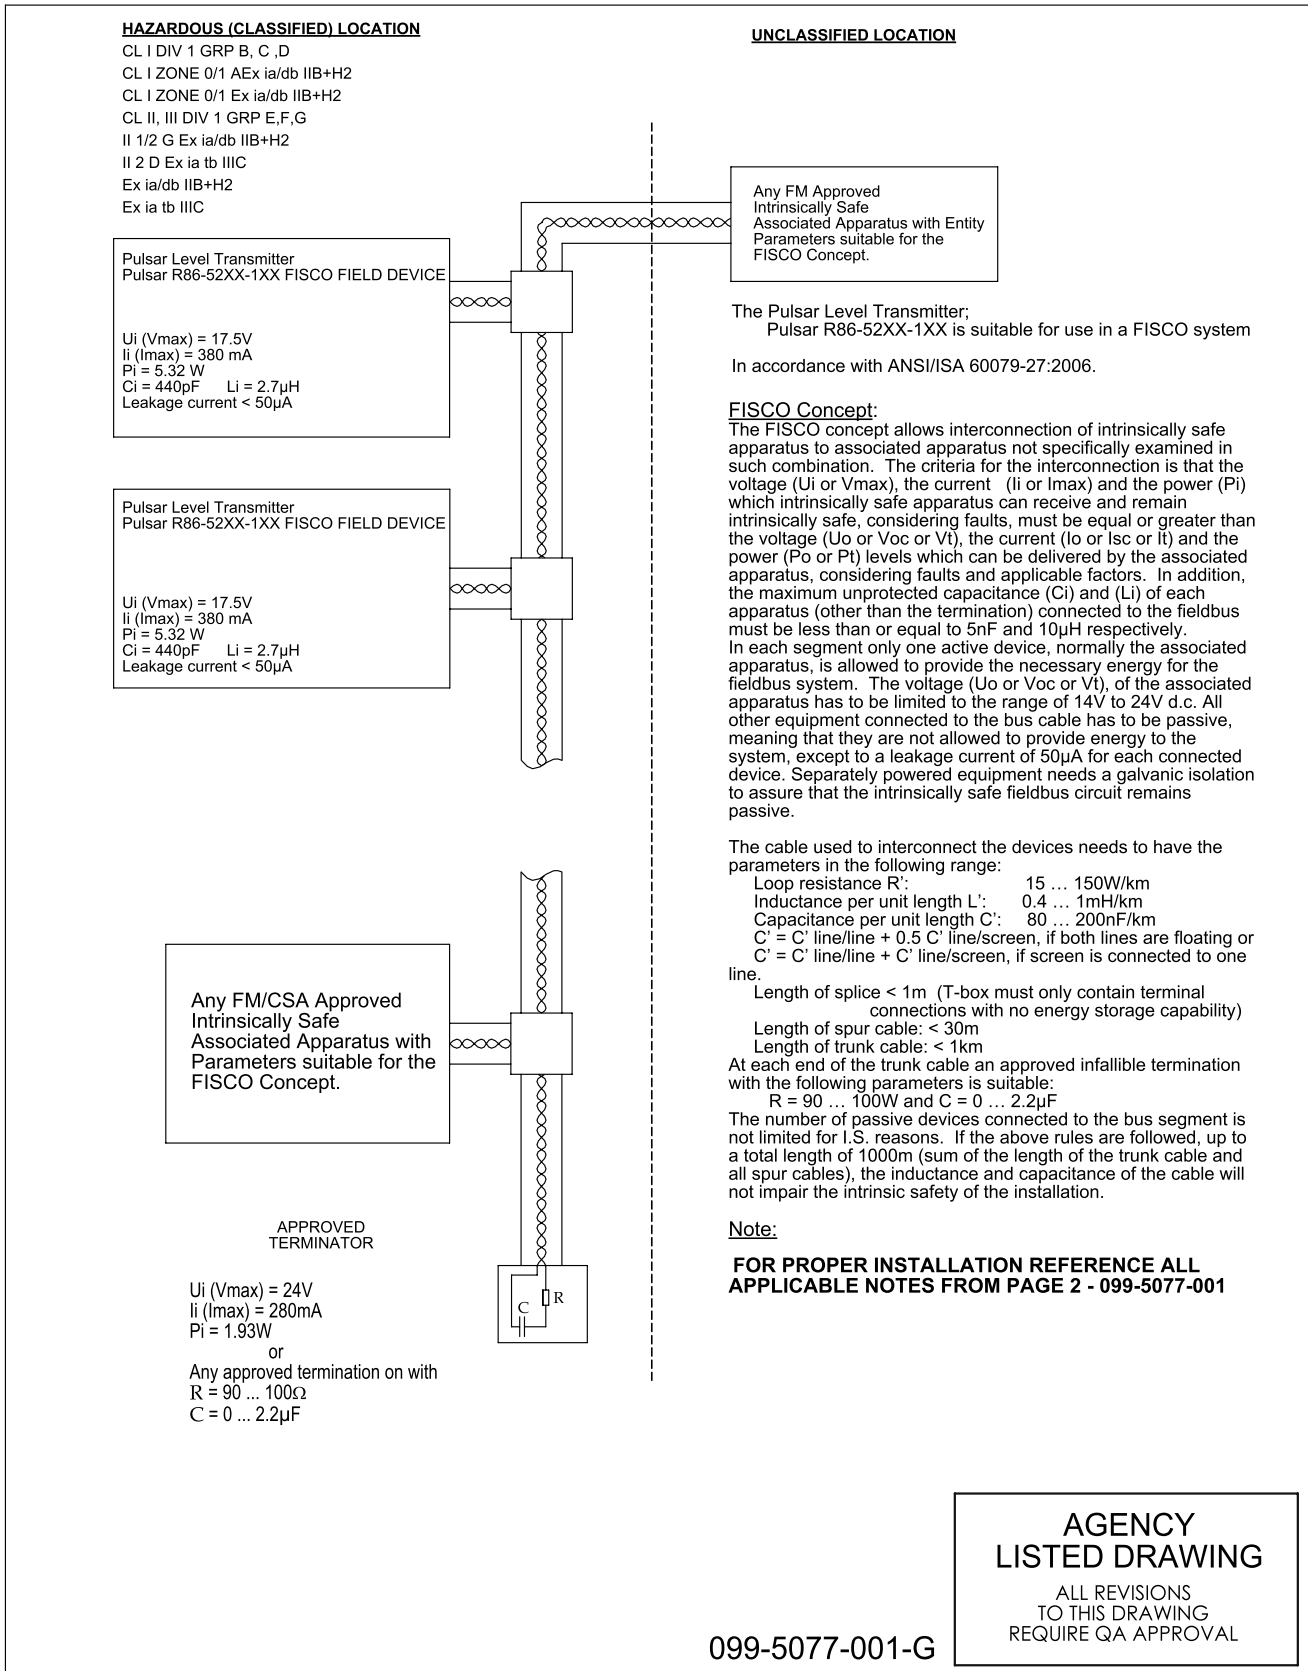 HAZARDOUS (CLASSIFIED) LOCATION
CL I DIV 1 GRP B, C ,D
CL I ZONE 0/1 AEx ia/db IIB+H2
CL I ZONE 0/1 Ex ia/db IIB+H2
CL II, III DIV 1 GRP E,F,G
II 1/2 G Ex ia/db IIB+H2
II 2 D Ex ia tb IIIC
Ex ia/db IIB+H2
Ex ia tb IIIC
Pulsar Level Transmitter
Pulsar R86-52XX-1XX FISCO FIELD DEVICE
Ui (Vmax) = 17.5V
Ii (Imax) = 380 mA
Pi = 5.32 W
Ci = 440pF Li = 2.7µH
Leakage current < 50µA
Pulsar Level Transmitter
Pulsar R86-52XX-1XX FISCO FIELD DEVICE
Ui (Vmax) = 17.5V
Ii (Imax) = 380 mA
Pi = 5.32 W
Ci = 440pF Li = 2.7µH
Leakage current < 50µA
Any FM/CSA Approved
Intrinsically Safe
Associated Apparatus with
Parameters suitable for the
FISCO Concept.
APPROVED
TERMINATOR
Ui (Vmax) = 24V
Ii (Imax) = 280mA
Pi = 1.93W
or
Any approved termination on with
R = 90 ... 100Ω
C = 0 ... 2.2µF
C
R
UNCLASSIFIED LOCATION
Any FM Approved
Intrinsically Safe
Associated Apparatus with Entity
Parameters suitable for the
FISCO Concept.
The Pulsar Level Transmitter;
Pulsar R86-52XX-1XX is suitable for use in a FISCO system
In accordance with ANSI/ISA 60079-27:2006.
FISCO Concept:
The FISCO concept allows interconnection of intrinsically safe
apparatus to associated apparatus not specifically examined in
such combination. The criteria for the interconnection is that the
voltage (Ui or Vmax), the current (Ii or Imax) and the power (Pi)
which intrinsically safe apparatus can receive and remain
intrinsically safe, considering faults, must be equal or greater than
the voltage (Uo or Voc or Vt), the current (Io or Isc or It) and the
power (Po or Pt) levels which can be delivered by the associated
apparatus, considering faults and applicable factors. In addition,
the maximum unprotected capacitance (Ci) and (Li) of each
apparatus (other than the termination) connected to the fieldbus
must be less than or equal to 5nF and 10µH respectively.
In each segment only one active device, normally the associated
apparatus, is allowed to provide the necessary energy for the
fieldbus system. The voltage (Uo or Voc or Vt), of the associated
apparatus has to be limited to the range of 14V to 24V d.c. All
other equipment connected to the bus cable has to be passive,
meaning that they are not allowed to provide energy to the
system, except to a leakage current of 50µA for each connected
device. Separately powered equipment needs a galvanic isolation
to assure that the intrinsically safe fieldbus circuit remains
passive.
The cable used to interconnect the devices needs to have the
parameters in the following range:
Loop resistance R’: 15 … 150W/km
Inductance per unit length L’: 0.4 … 1mH/km
Capacitance per unit length C’: 80 … 200nF/km
C’ = C’ line/line + 0.5 C’ line/screen, if both lines are floating or
C’ = C’ line/line + C’ line/screen, if screen is connected to one
line.
Length of splice < 1m (T-box must only contain terminal
connections with no energy storage capability)
Length of spur cable: < 30m
Length of trunk cable: < 1km
At each end of the trunk cable an approved infallible termination
with the following parameters is suitable:
R = 90 … 100W and C = 0 … 2.2µF
The number of passive devices connected to the bus segment is
not limited for I.S. reasons. If the above rules are followed, up to
a total length of 1000m (sum of the length of the trunk cable and
all spur cables), the inductance and capacitance of the cable will
not impair the intrinsic safety of the installation.
Note:
FOR PROPER INSTALLATION REFERENCE ALL
APPLICABLE NOTES FROM PAGE 2 - 099-5077-001
AGENCY
LISTED DRAWING
ALL REVISIONS
TO THIS DRAWING
REQUIRE QA APPROVAL
099-5077-001-G